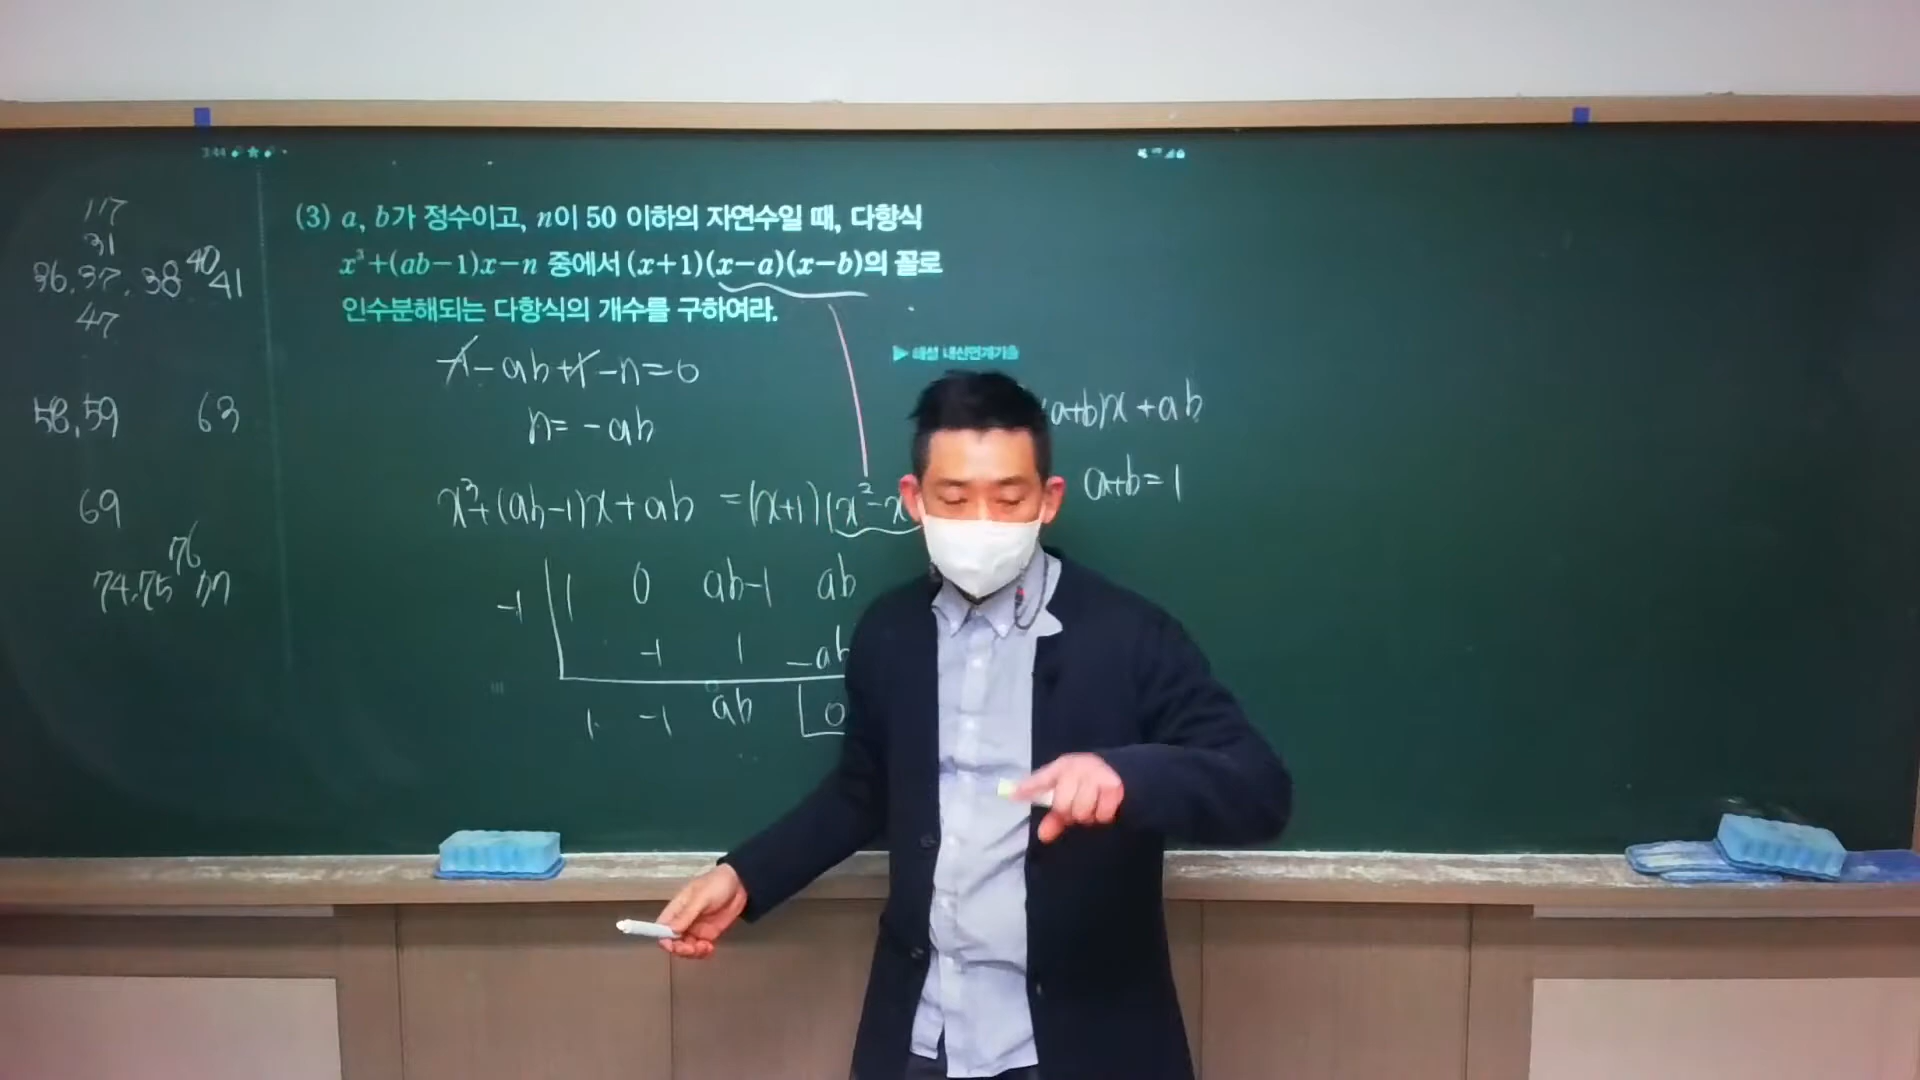 3:44
117
31
36.37.38 40 41
47
58.59 63
69
76
74.75 77
(3) a, b가 정수이고, n이 50 이하의 자연수일 때, 다항식
x³+(ab−1)x−n 중에서 (x+1)(x−a)(x−b)의 꼴로
인수분해되는 다항식의 개수를 구하여라.
▶ 해설 내신연계기출
-1-ab+1-n=0
n=-ab
x³+(ab-1)x+ab =(x+1)(x²-x
-1 1 0 ab-1 ab
-1 1 -ab
1 -1 ab 0
(a+b)x+ab
a+b=1